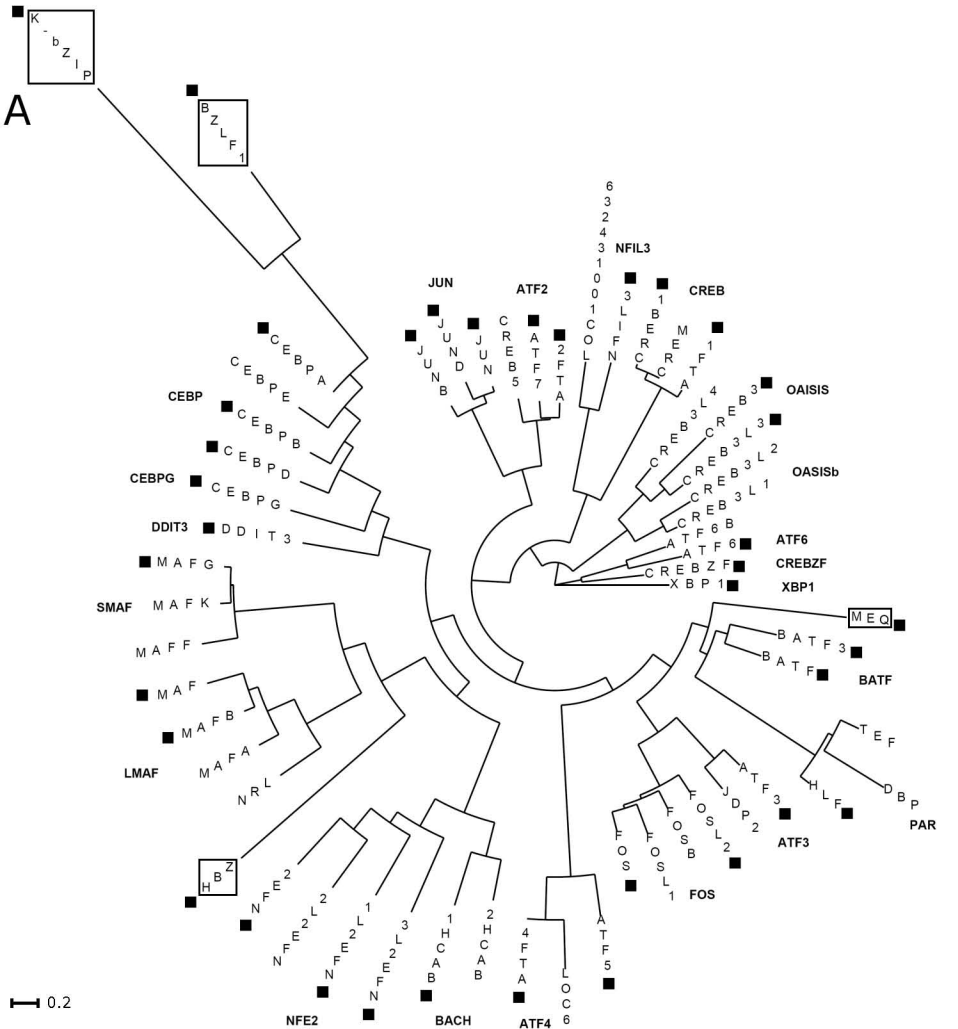 K-bZIP
A
BZLF1
LOC100134236
NFIL3
NFIL3
CREB1
CREB
CREM
ATF1
JUN
JUNB
JUND
JUN
ATF2
CREB5
ATF7
ATF2
CREB3L4
CREB3
OAISIS
CREB3L3
CREB3L2
OASISb
CREB3L1
ATF6B
ATF6
ATF6
CREBZF
CREBZF
XBP1
XBP1
CEBPA
CEBPE
CEBP
CEBPB
CEBPD
CEBPG
CEBPG
DDIT3
DDIT3
MAFG
SMAF
MAFK
MAFF
MAF
MAFB
LMAF
MAFA
NRL
HBZ
MEQ
BATF3
BATF
BATF
TEF
DBP
HLF
PAR
ATF3
JDP2
ATF3
FOSL2
FOSB
FOSL1
FOS
FOS
NFE2
NFE2L2
NFE2L1
NFE2L3
NFE2
BACH1
BACH2
BACH
ATF4
LOC6
ATF5
ATF4
0.2